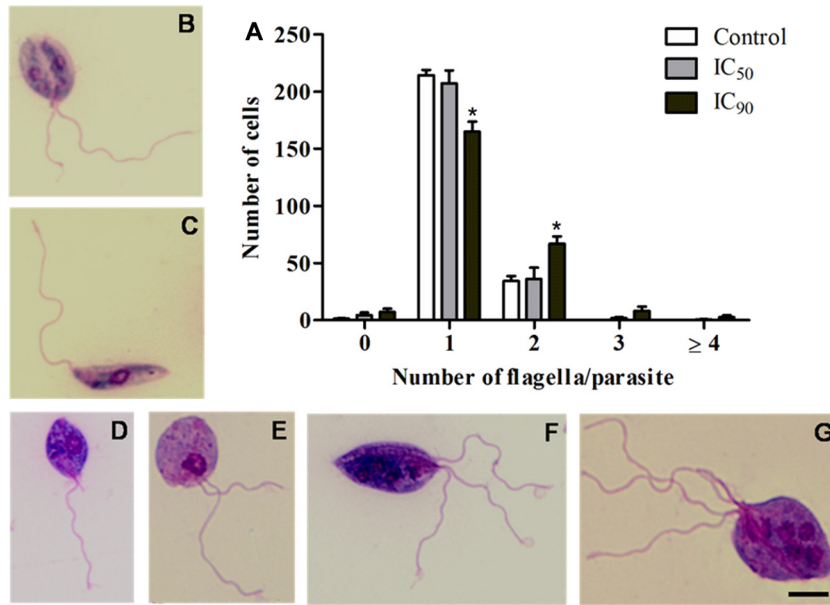 B
A
250
200
150
100
50
0
Number of cells
Control
IC50
IC90
*
*
0 1 2 3 ≥ 4
Number of flagella/parasite
C
D
E
F
G